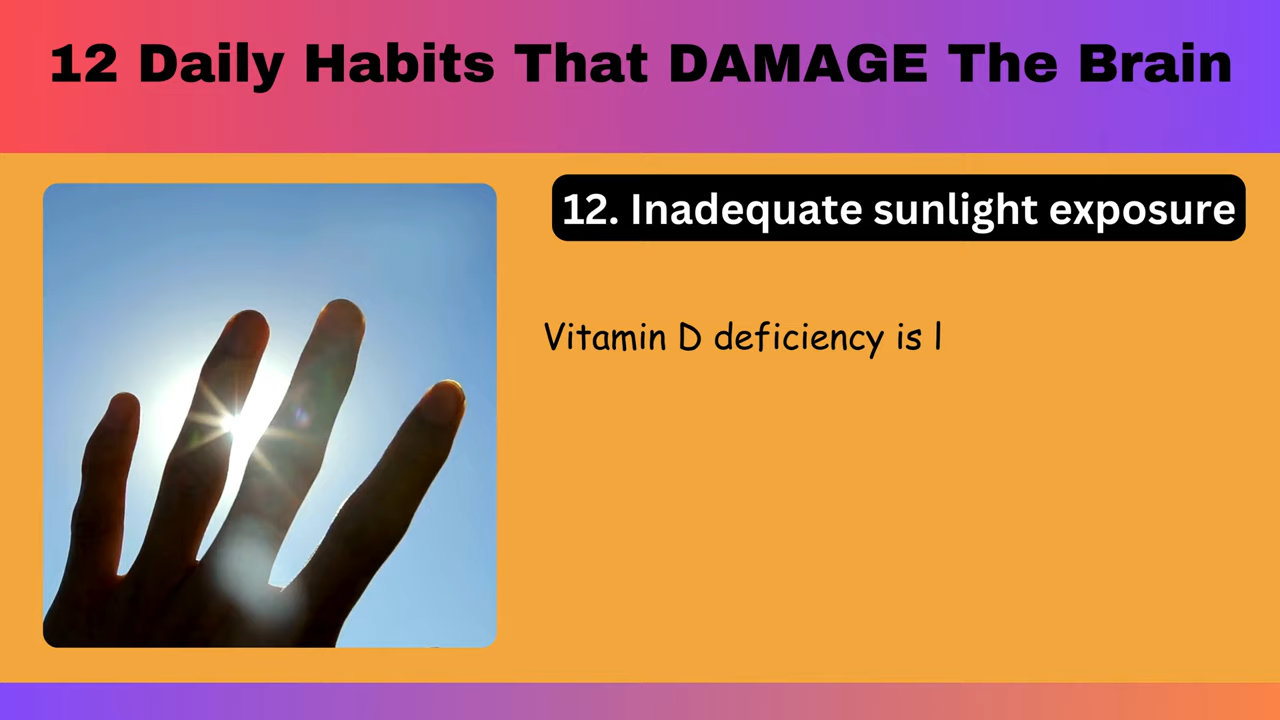 12 Daily Habits That DAMAGE The Brain
12. Inadequate sunlight exposure
Vitamin D deficiency is l